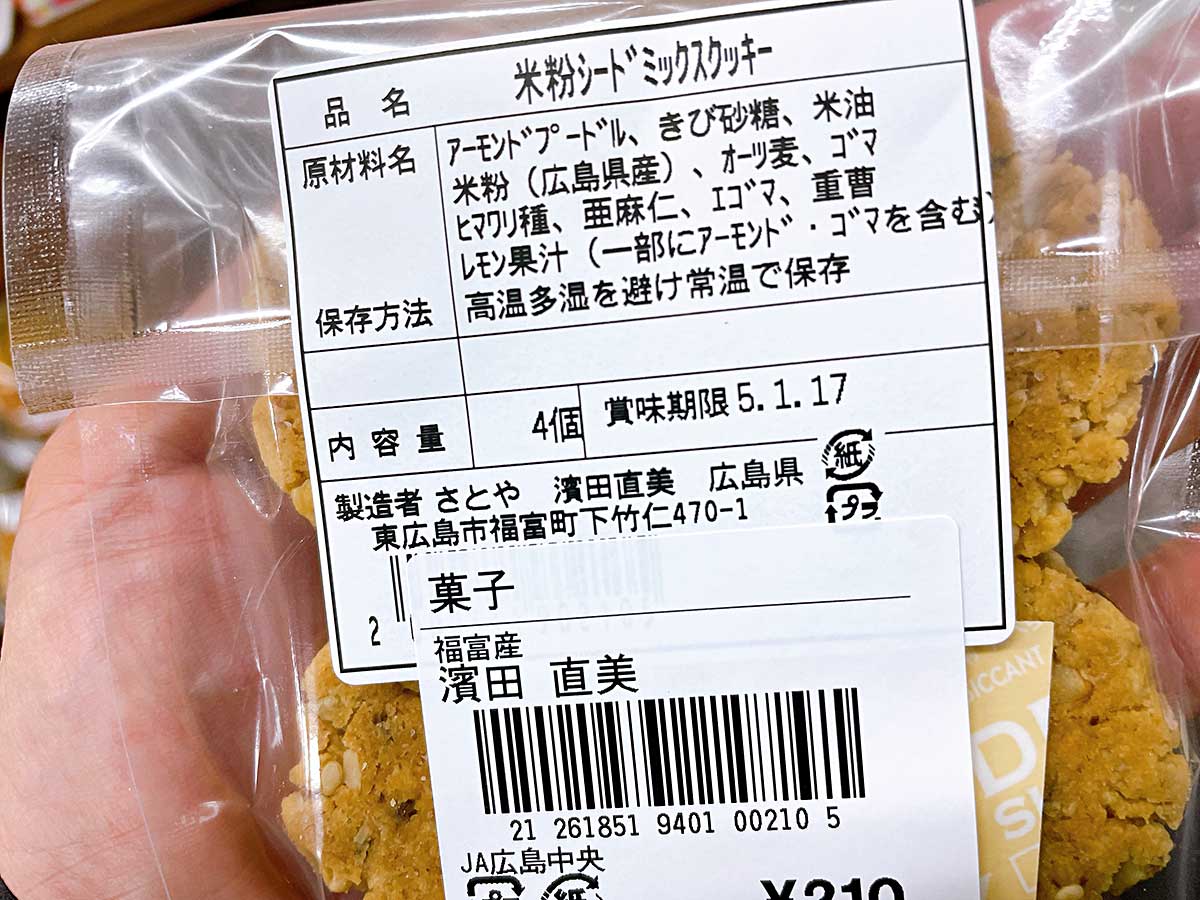 品名 米粉ｼｰﾄﾞﾐｯｸｽｸｯｷｰ
原材料名 ｱｰﾓﾝﾄﾞﾌﾟｰﾄﾞﾙ、きび砂糖、米油
米粉（広島県産）、ｵｰﾂ麦、ｺﾞﾏ
ﾋﾏﾜﾘ種、亜麻仁、ｴｺﾞﾏ、重曹
ﾚﾓﾝ果汁（一部にｱｰﾓﾝﾄﾞ・ｺﾞﾏを含む）
保存方法 高温多湿を避け常温で保存
内容量 4個 賞味期限 5.1.17
紙
プラ
製造者 さとや 濱田直美 広島県
東広島市福富町下竹仁470-1
2
菓子
福富産
濱田 直美
21 261851 9401 00210 5
JA広島中央
紙
¥210
ICCANT